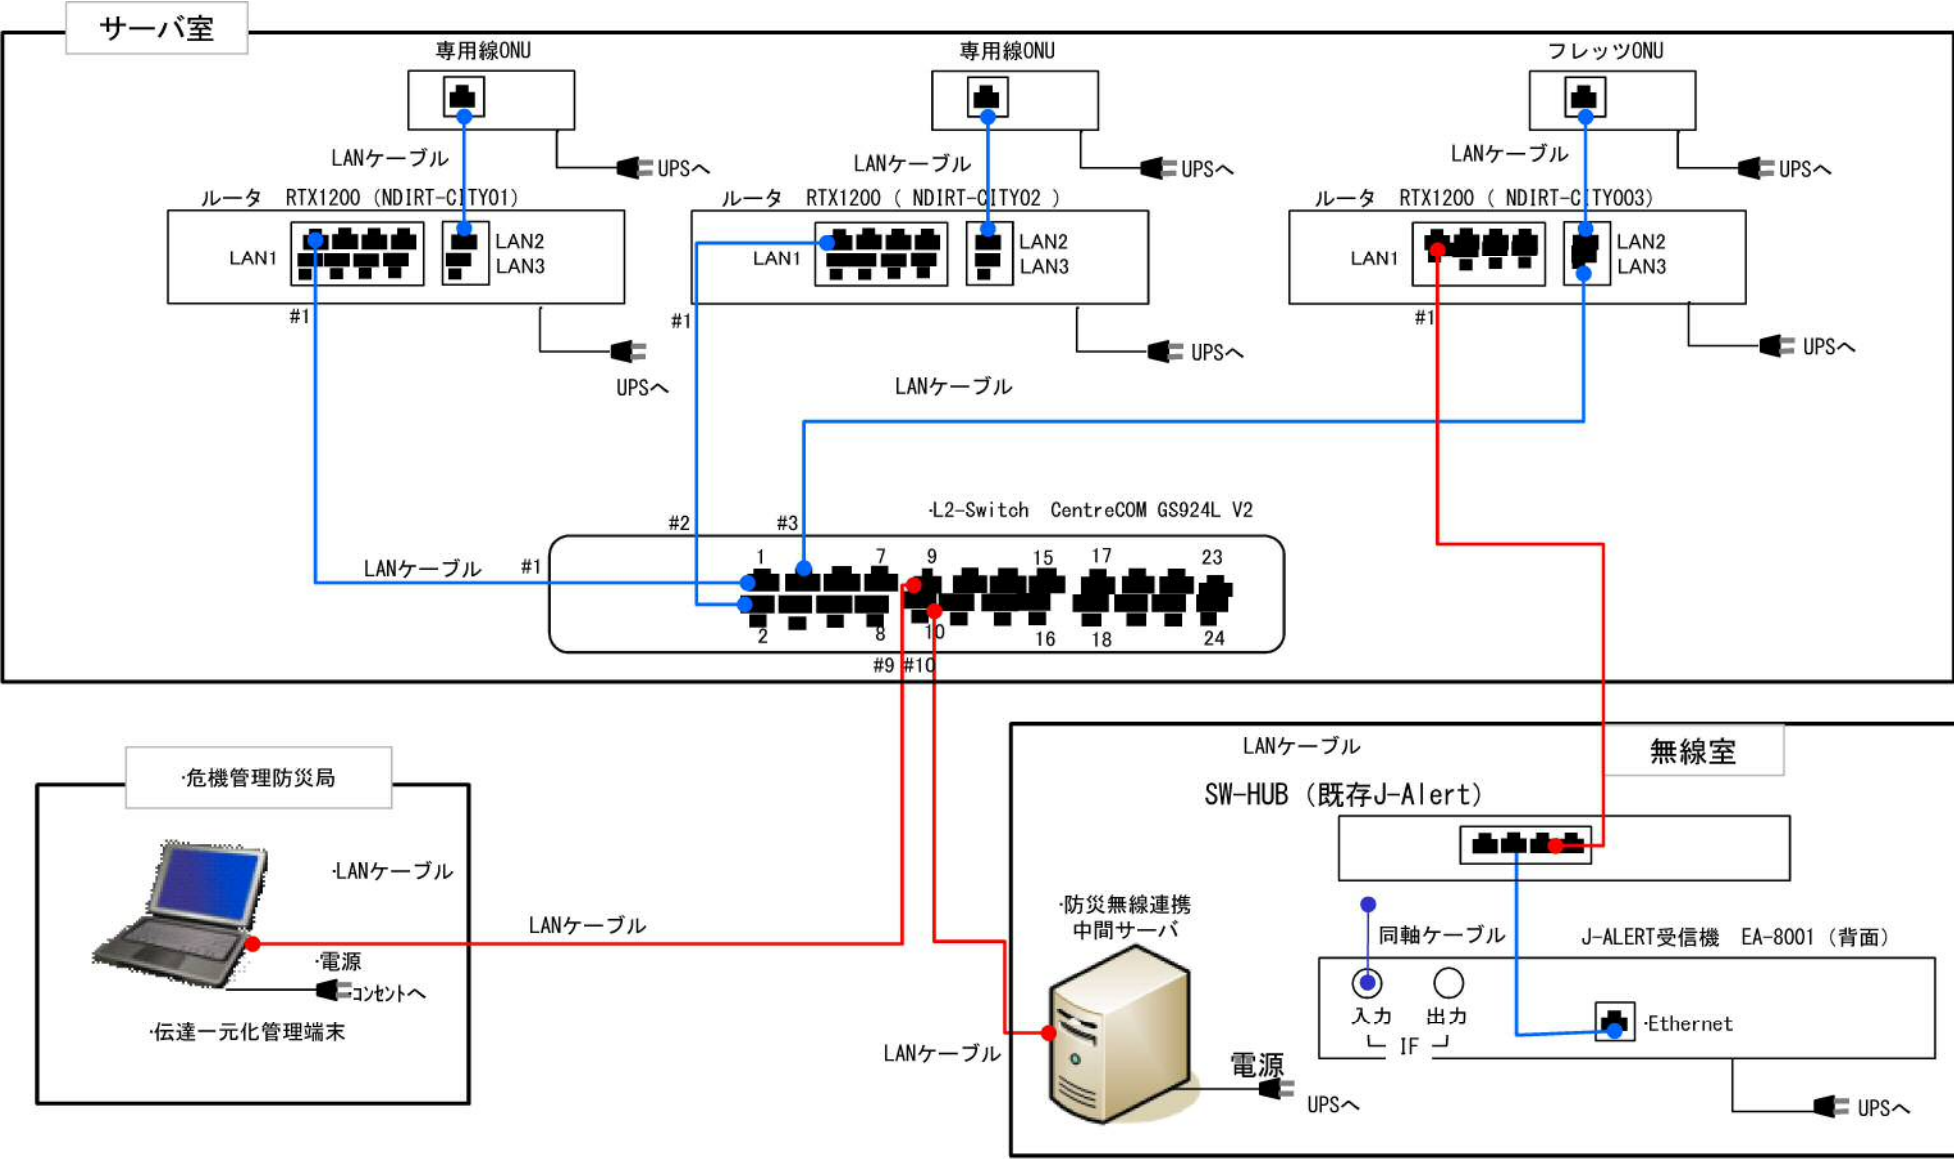 サーバ室
専用線ONU
専用線ONU
フレッツONU
LANケーブル
LANケーブル
LANケーブル
UPSへ
UPSへ
UPSへ
ルータ RTX1200 (NDIRT-CITY01)
ルータ RTX1200 ( NDIRT-CITY02 )
ルータ RTX1200 ( NDIRT-CITY003)
LAN1
LAN2
LAN3
LAN1
LAN2
LAN3
LAN1
LAN2
LAN3
#1
#1
#1
UPSへ
UPSへ
UPSへ
LANケーブル
・L2-Switch CentreCOM GS924L V2
#2
#3
LANケーブル
#1
1
7
9
15
17
23
2
8
10
16
18
24
#9
#10
・危機管理防災局
・LANケーブル
LANケーブル
・電源
コンセントへ
・伝達一元化管理端末
無線室
LANケーブル
SW-HUB (既存J-Alert)
・防災無線連携
中間サーバ
同軸ケーブル
J-ALERT受信機 EA-8001 (背面)
入力
出力
IF
・Ethernet
LANケーブル
電源
UPSへ
UPSへ